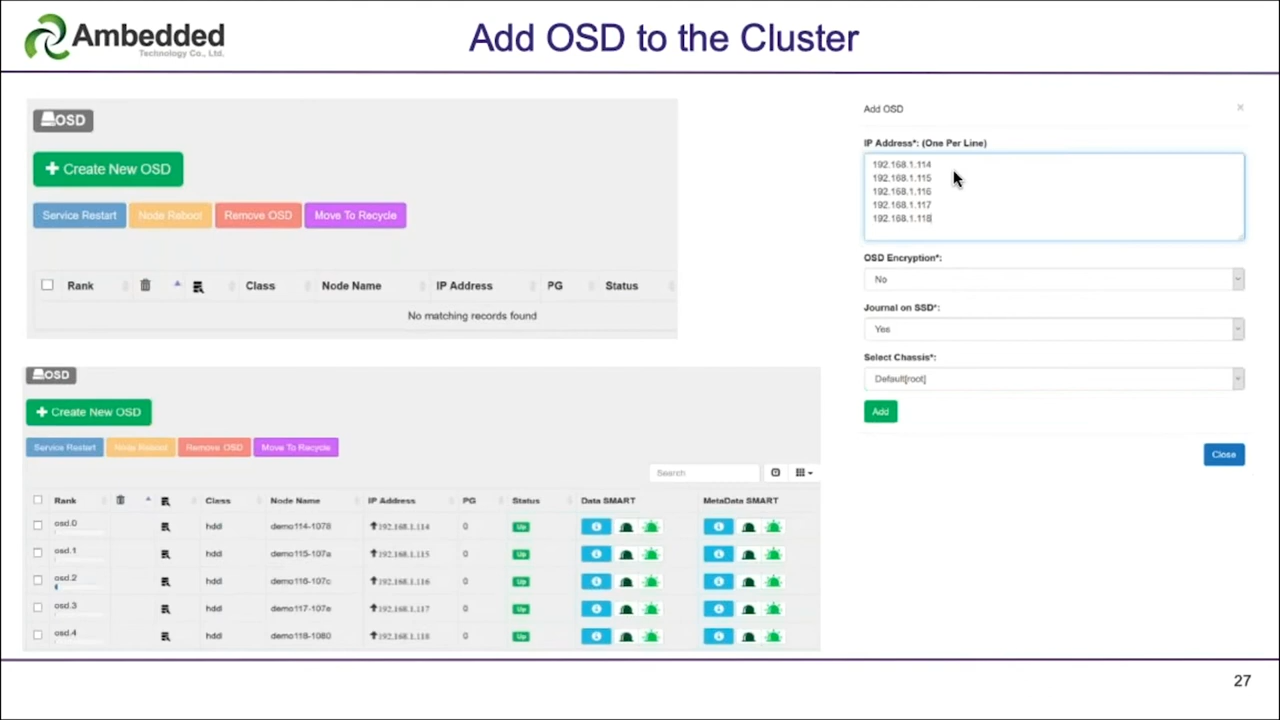 Ambedded
Technology Co., Ltd.
Add OSD to the Cluster
OSD
Create New OSD
Service Restart Node Reboot Remove OSD Move To Recycle
Rank Class Node Name IP Address PG Status
No matching records found
OSD
Create New OSD
Service Restart Node Reboot Remove OSD Move To Recycle
Search
Rank Class Node Name IP Address PG Status Data SMART MetaData SMART
osd.0 hdd demo114-1078 192.168.1.114 0 Up
osd.1 hdd demo115-107a 192.168.1.115 0 Up
osd.2 hdd demo116-107c 192.168.1.116 0 Up
osd.3 hdd demo117-107e 192.168.1.117 0 Up
osd.4 hdd demo118-1080 192.168.1.118 0 Up
Add OSD ×
IP Address*: (One Per Line)
192.168.1.114
192.168.1.115
192.168.1.116
192.168.1.117
192.168.1.118
OSD Encryption*:
No
Journal on SSD*:
Yes
Select Chassis*:
Default[root]
Add
Close
27